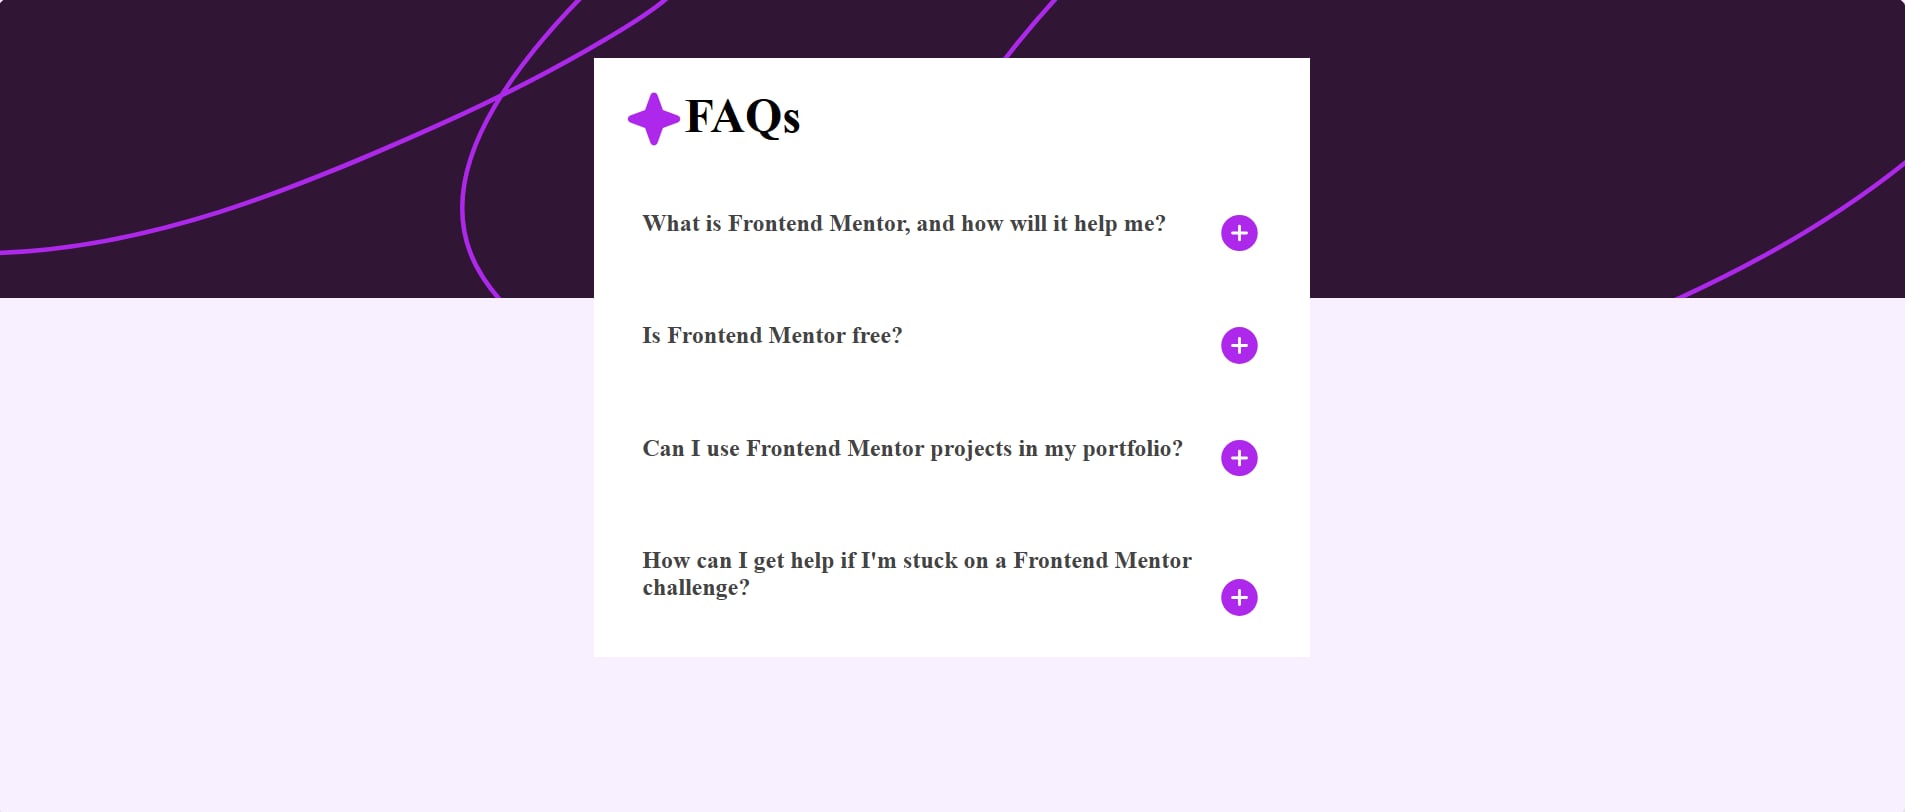 FAQs
What is Frontend Mentor, and how will it help me?
Is Frontend Mentor free?
Can I use Frontend Mentor projects in my portfolio?
How can I get help if I'm stuck on a Frontend Mentor
challenge?